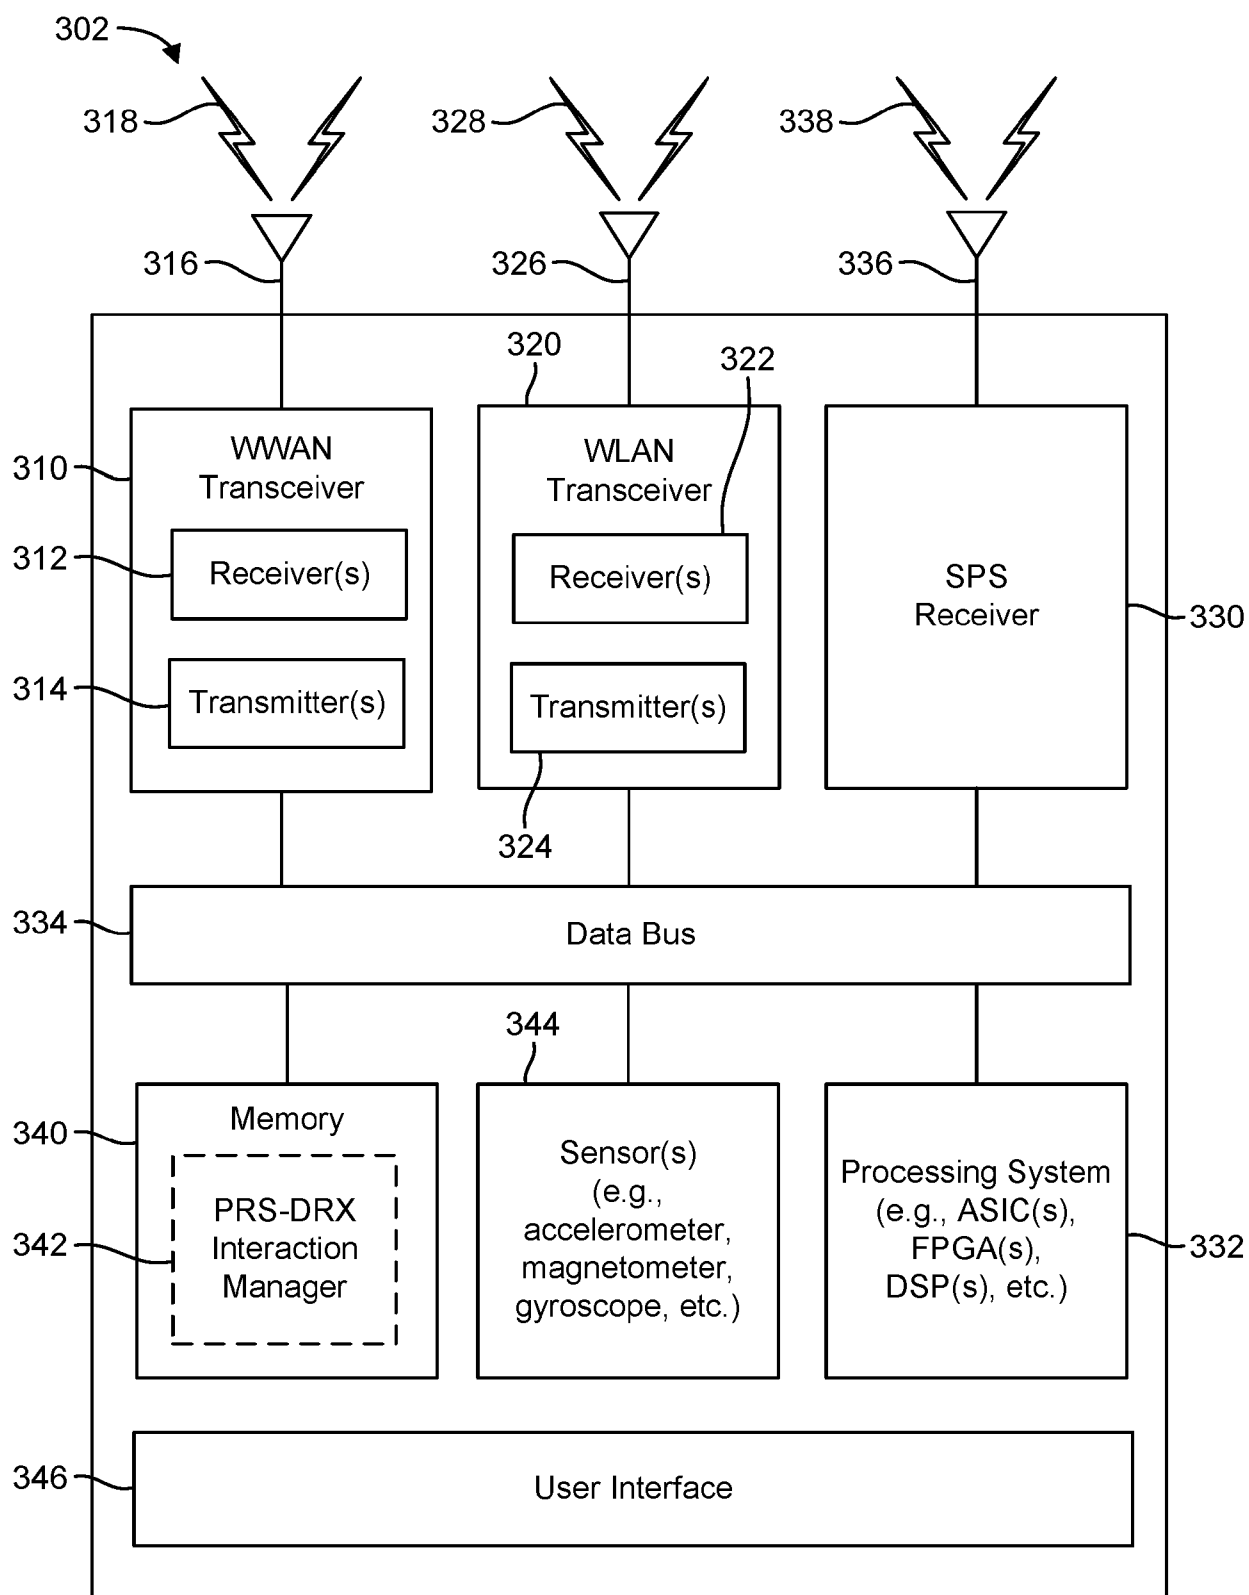 302
318
328
338
316
326
336
320
322
310
WWAN
Transceiver
WLAN
Transceiver
312
Receiver(s)
Receiver(s)
SPS
Receiver
330
314
Transmitter(s)
Transmitter(s)
324
334
Data Bus
344
340
Memory
342
PRS-DRX
Interaction
Manager
Sensor(s)
(e.g.,
accelerometer,
magnetometer,
gyroscope, etc.)
Processing System
(e.g., ASIC(s),
FPGA(s),
DSP(s), etc.)
332
346
User Interface